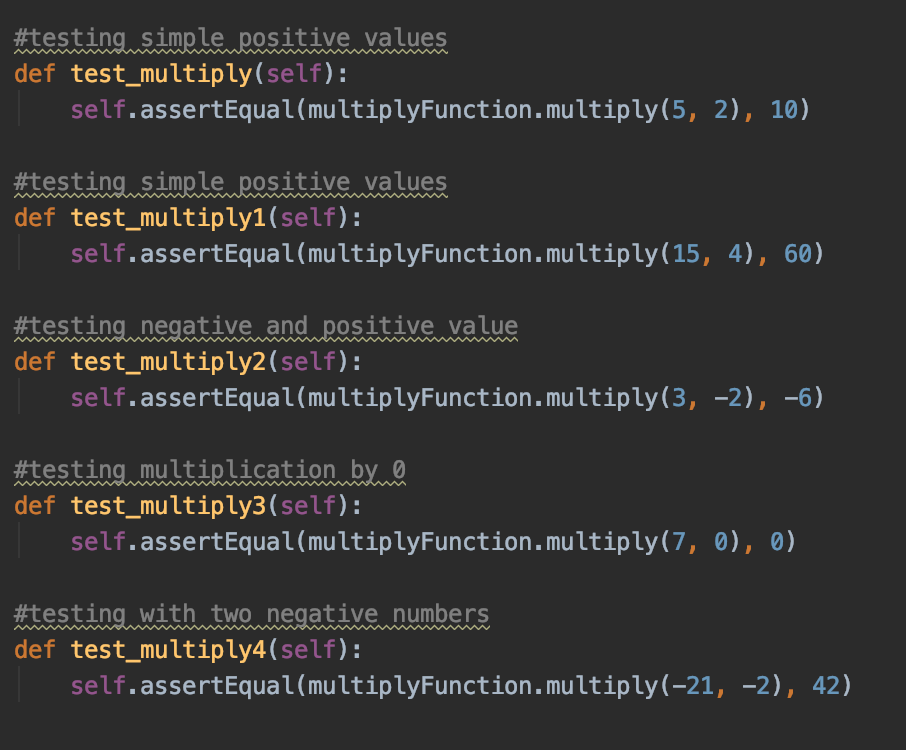 #testing simple positive values
def test_multiply(self):
    self.assertEqual(multiplyFunction.multiply(5, 2), 10)
#testing simple positive values
def test_multiply1(self):
    self.assertEqual(multiplyFunction.multiply(15, 4), 60)
#testing negative and positive value
def test_multiply2(self):
    self.assertEqual(multiplyFunction.multiply(3, -2), -6)
#testing multiplication by 0
def test_multiply3(self):
    self.assertEqual(multiplyFunction.multiply(7, 0), 0)
#testing with two negative numbers
def test_multiply4(self):
    self.assertEqual(multiplyFunction.multiply(-21, -2), 42)